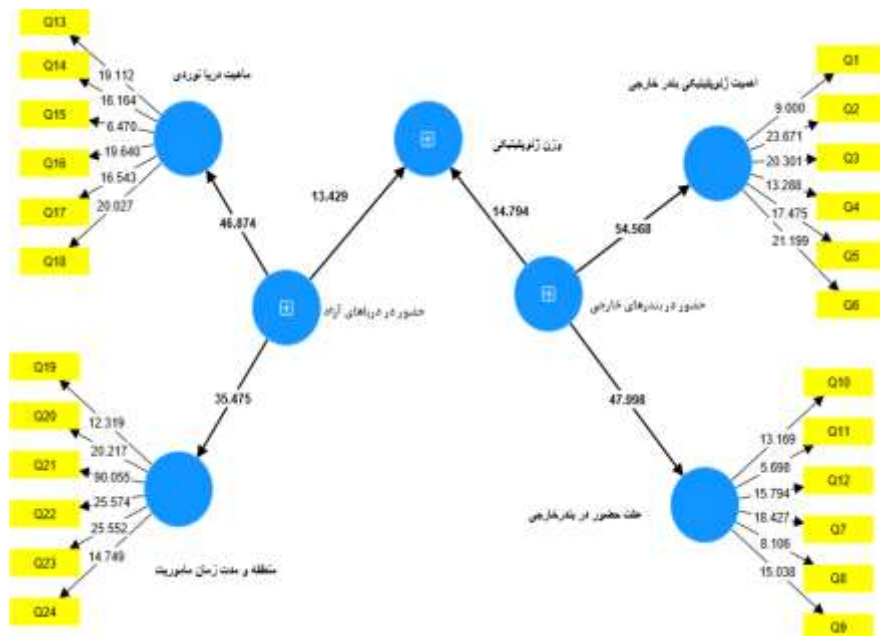 Q13
Q14
Q15
Q16
Q17
Q18
19.112
16.164
6.470
19.640
16.543
20.027
ماهیت دریا نوردی
46.874
13.429
وزن ژئوپلیتیکی
14.794
اهمیت ژئوپلیتیکی بندر خارجی
Q1
Q2
Q3
Q4
Q5
Q6
9.000
23.671
20.301
13.288
17.475
21.199
54.568
حضور در دریاهای آزاد
حضور در بندرهای خارجی
35.475
47.998
Q19
Q20
Q21
Q22
Q23
Q24
12.319
20.217
90.055
25.574
25.552
14.749
منطقه و مدت زمان ماموریت
علت حضور در بندرخارجی
Q10
Q11
Q12
Q7
Q8
Q9
13.169
5.698
15.794
18.427
8.106
15.038